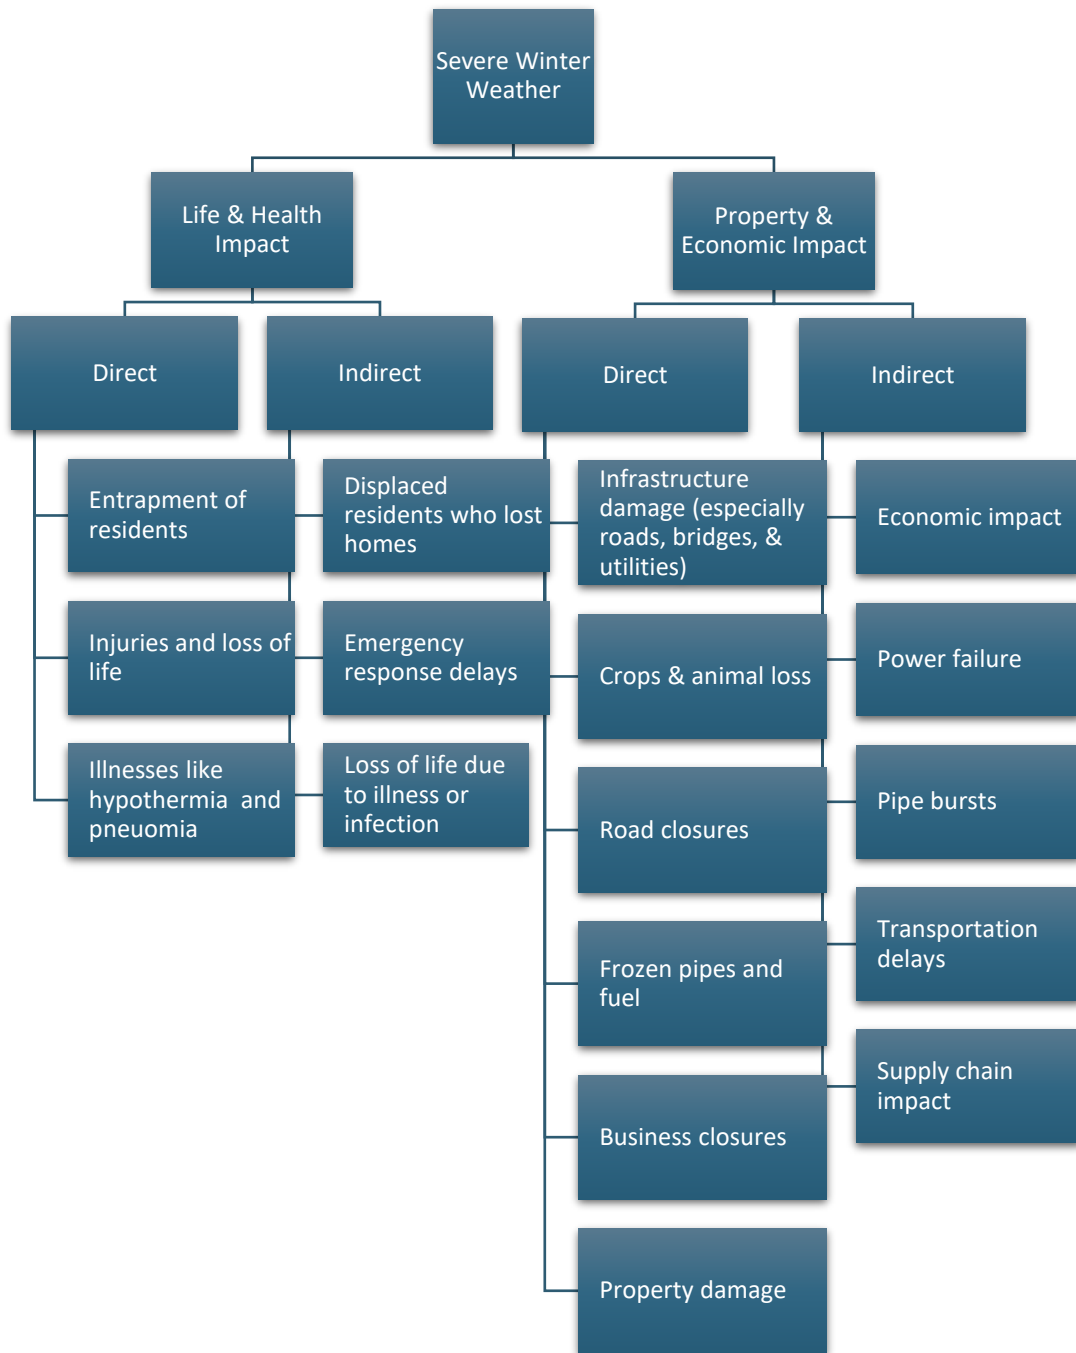 Severe Winter
Weather
Life & Health
Impact
Property &
Economic Impact
Direct
Indirect
Direct
Indirect
Entrapment of
residents
Injuries and loss of
life
Illnesses like
hypothermia and
pneuomia
Displaced
residents who lost
homes
Emergency
response delays
Loss of life due
to illness or
infection
Infrastructure
damage (especially
roads, bridges, &
utilities)
Crops & animal loss
Road closures
Frozen pipes and
fuel
Business closures
Property damage
Economic impact
Power failure
Pipe bursts
Transportation
delays
Supply chain
impact